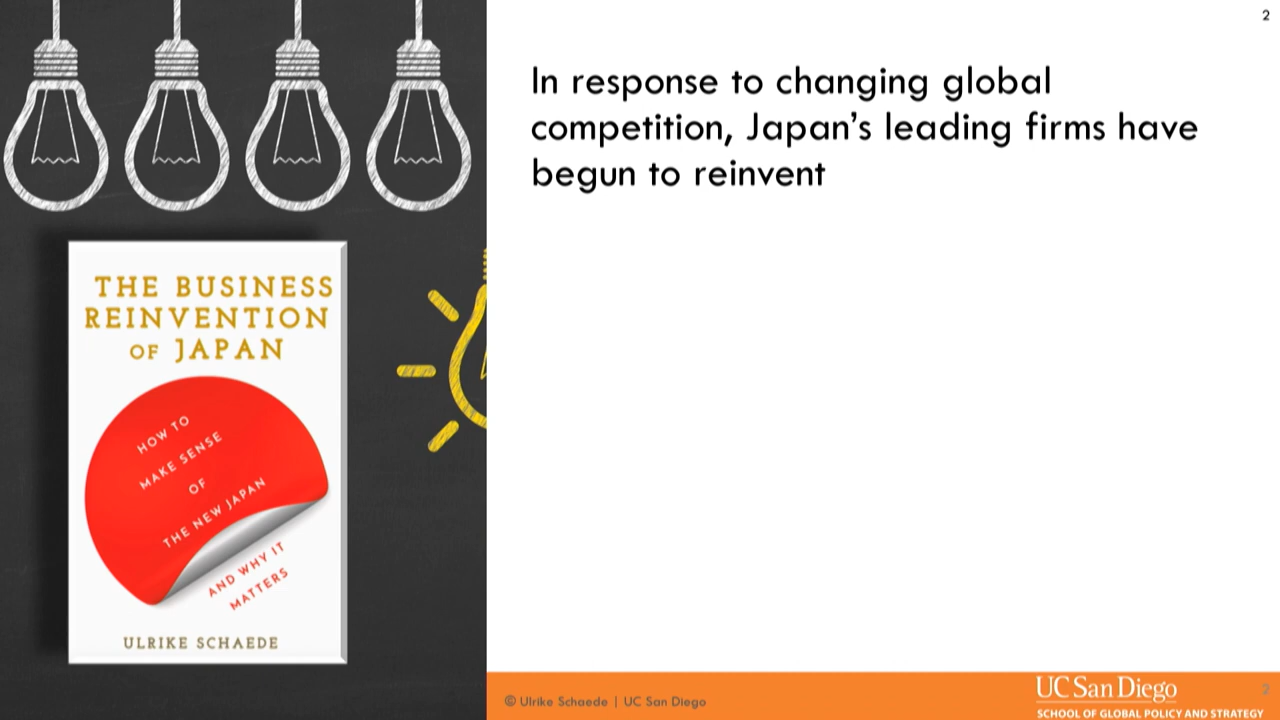 2
In response to changing global
competition, Japan’s leading firms have
begun to reinvent
THE BUSINESS
REINVENTION
OF JAPAN
HOW TO
MAKE SENSE
OF
THE NEW JAPAN
AND WHY IT
MATTERS
ULRIKE SCHAEDE
© Ulrike Schaede | UC San Diego
UC San Diego
SCHOOL OF GLOBAL POLICY AND STRATEGY
2